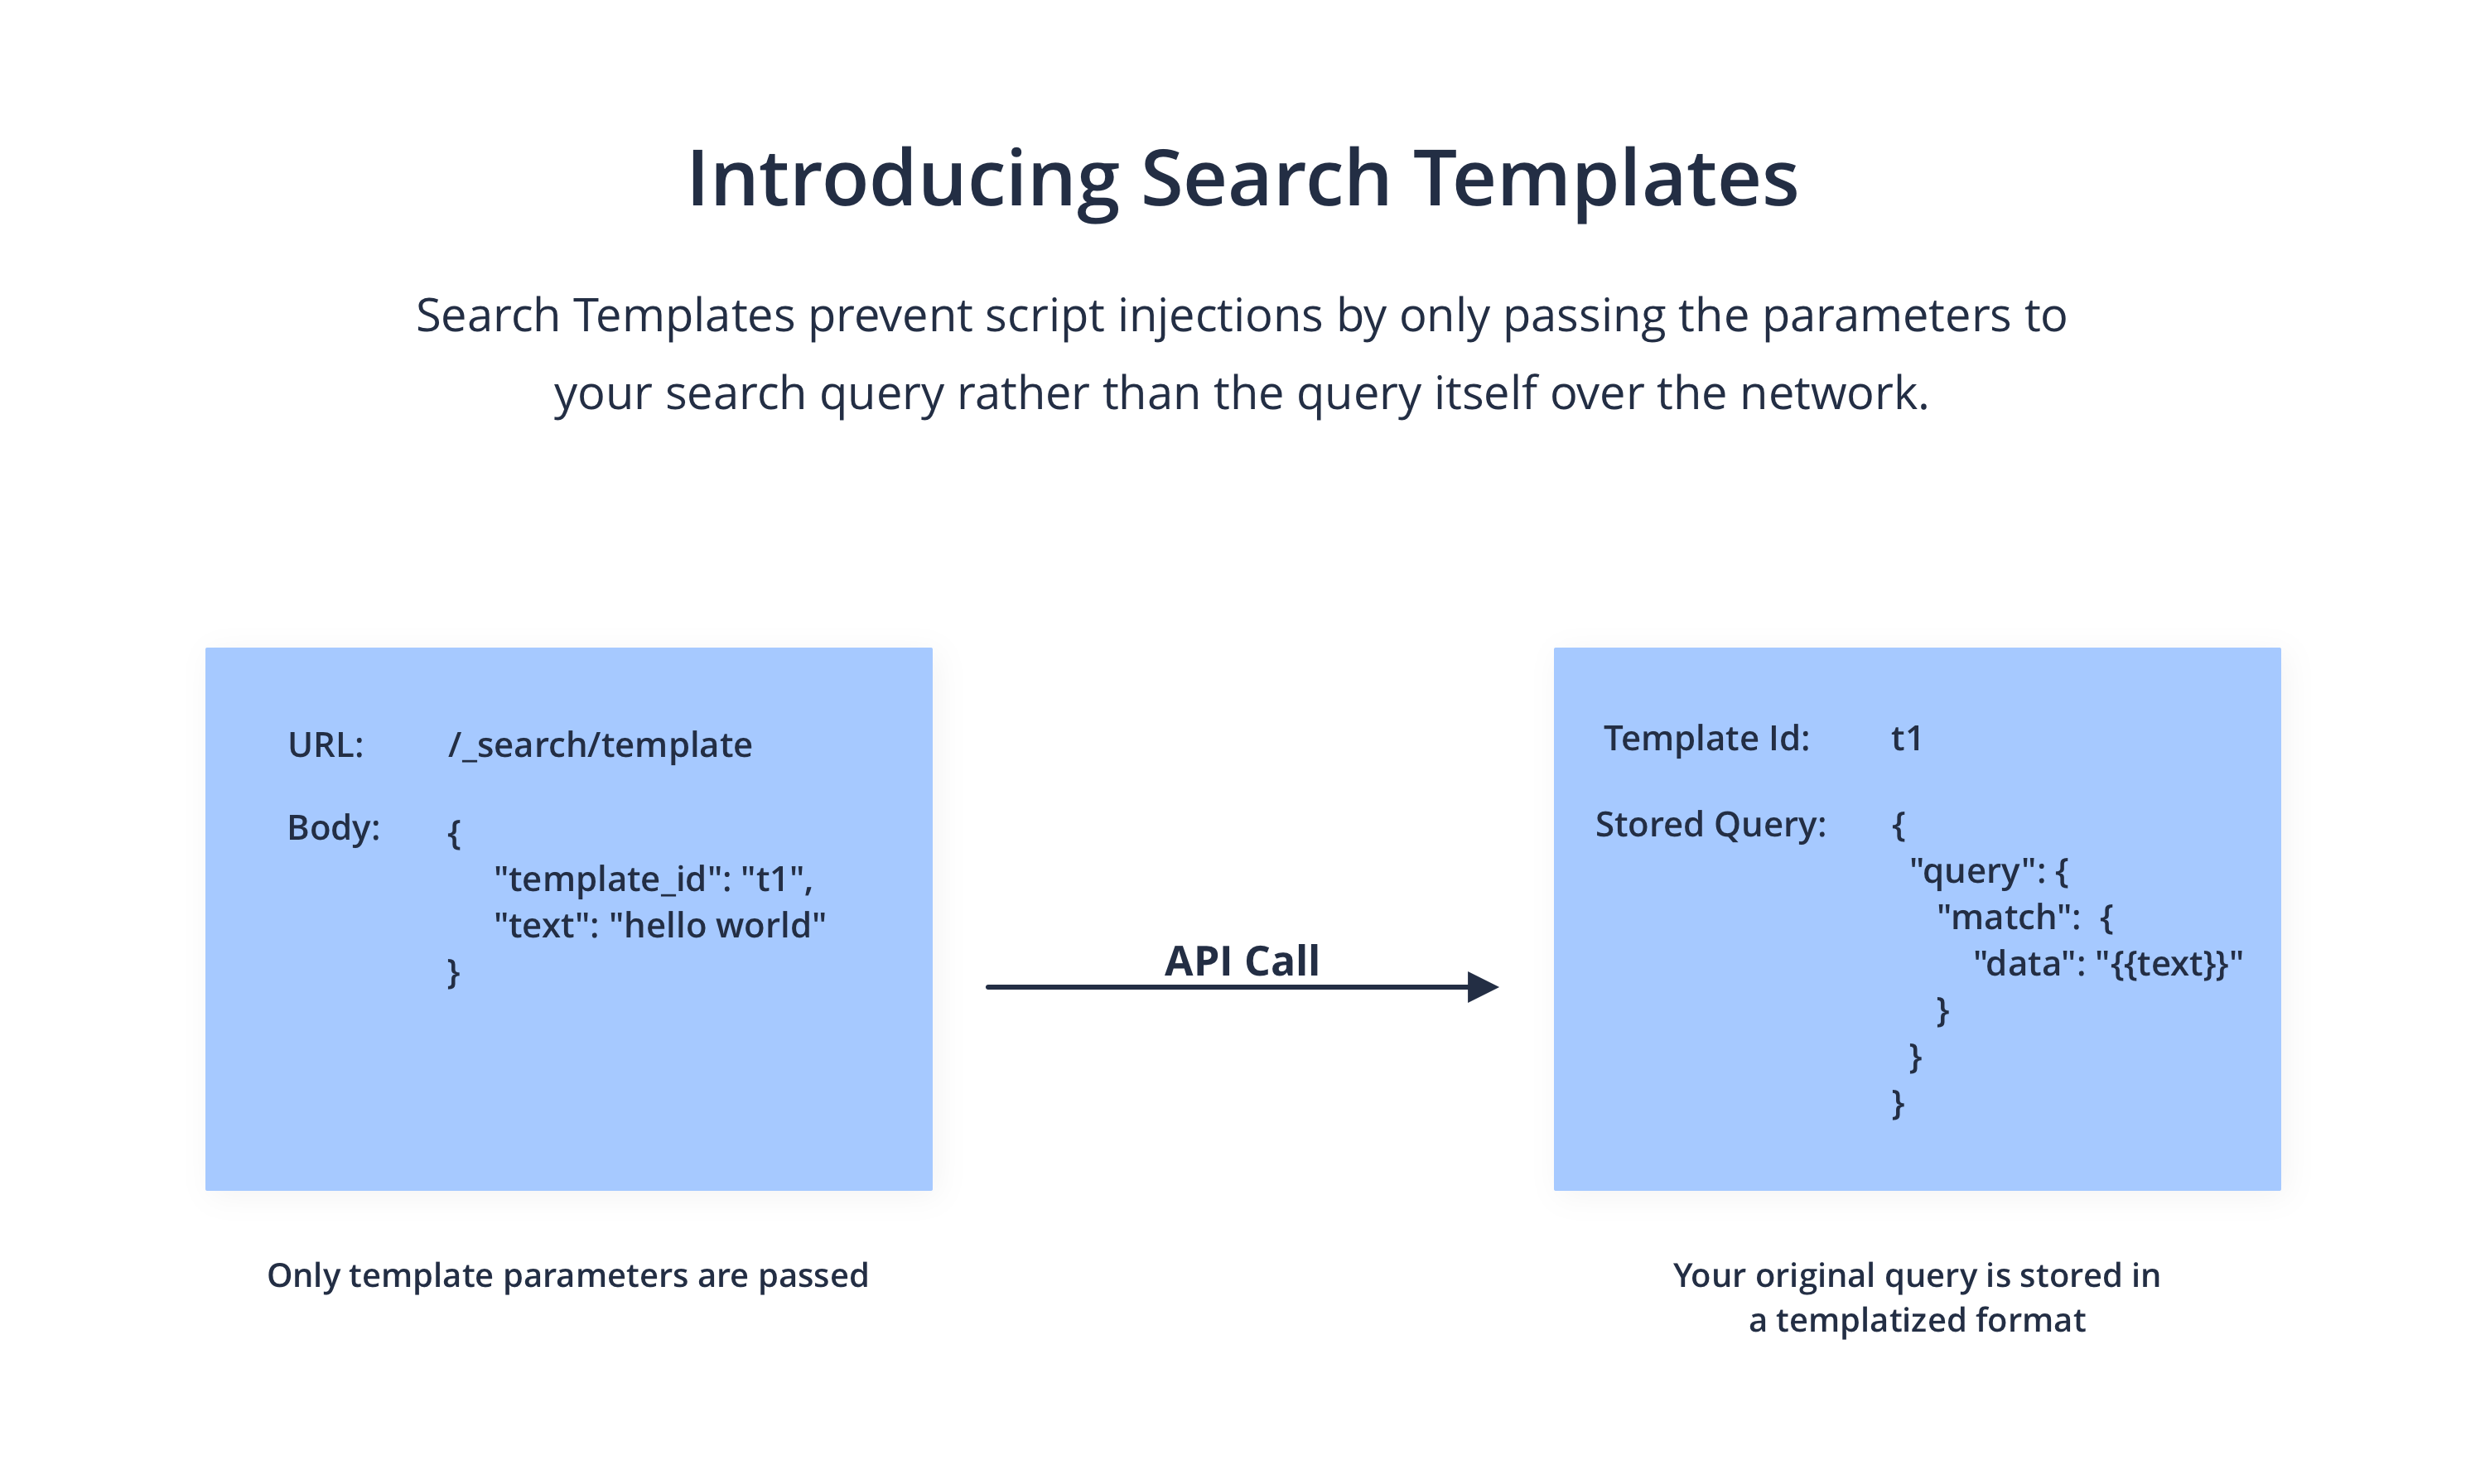 Introducing Search Templates
Search Templates prevent script injections by only passing the parameters to
your search query rather than the query itself over the network.
URL: /_search/template
Body: {
"template_id": "t1",
"text": "hello world"
}
API Call
Template Id: t1
Stored Query: {
"query": {
"match": {
"data": "{{text}}"
}
}
}
Only template parameters are passed
Your original query is stored in
a templatized format